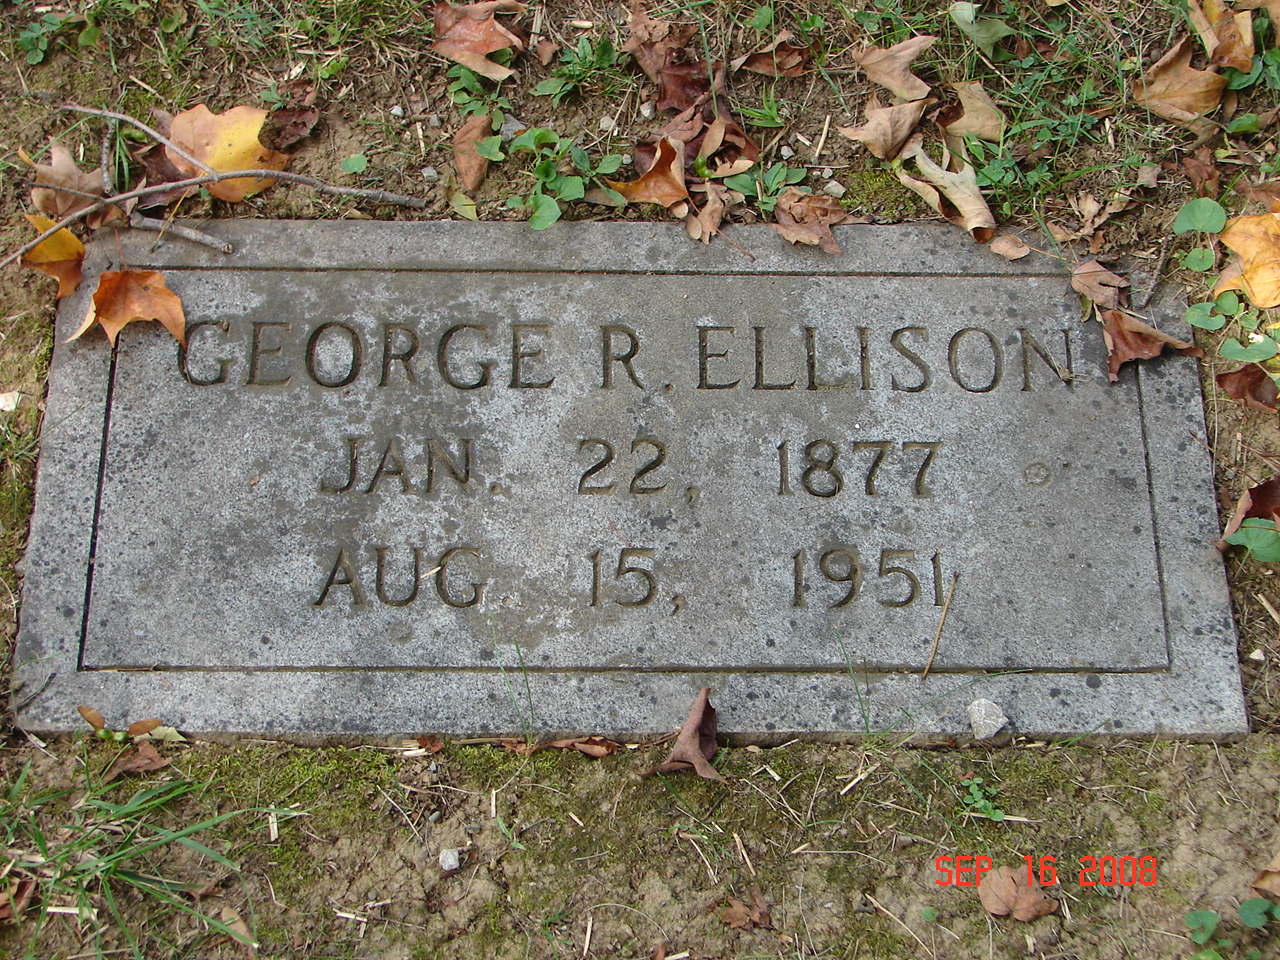 GEORGE R. ELLISON
JAN. 22, 1877
AUG. 15, 1951
SEP 16 2008